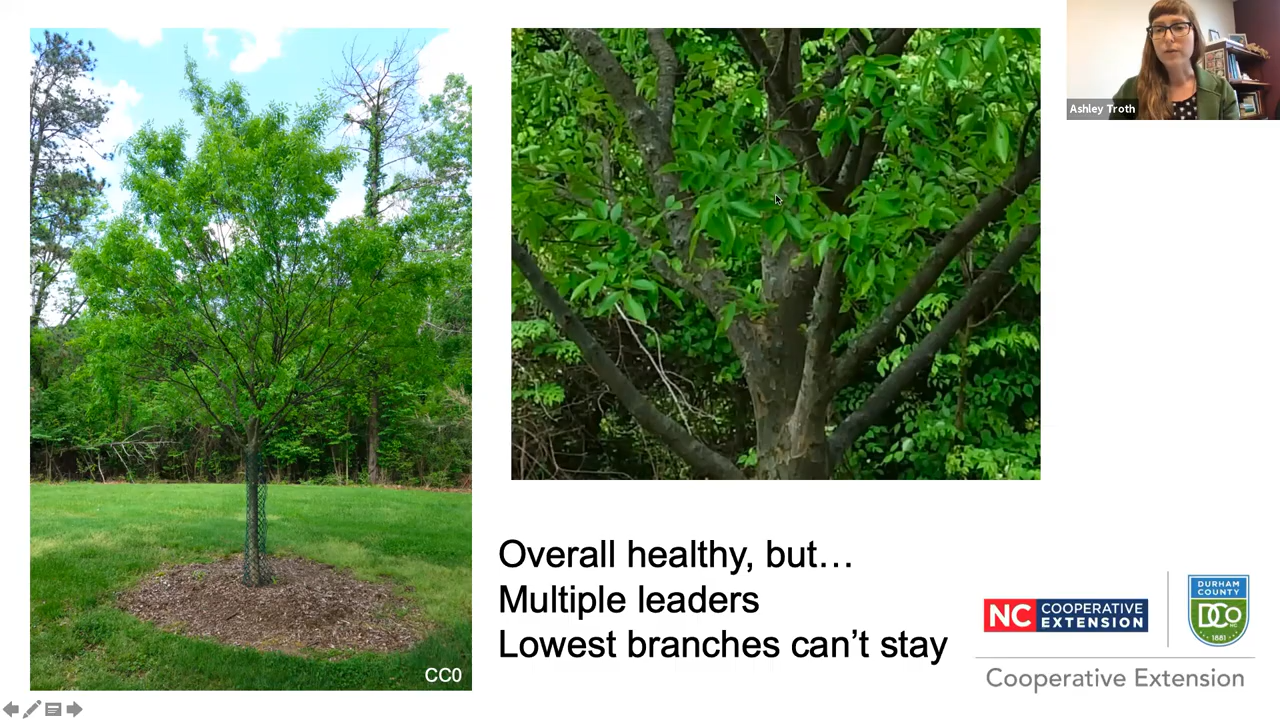 Ashley Troth
CC0
Overall healthy, but…
Multiple leaders
Lowest branches can’t stay
NC COOPERATIVE
EXTENSION
DURHAM
COUNTY
DCo
1881
Cooperative Extension